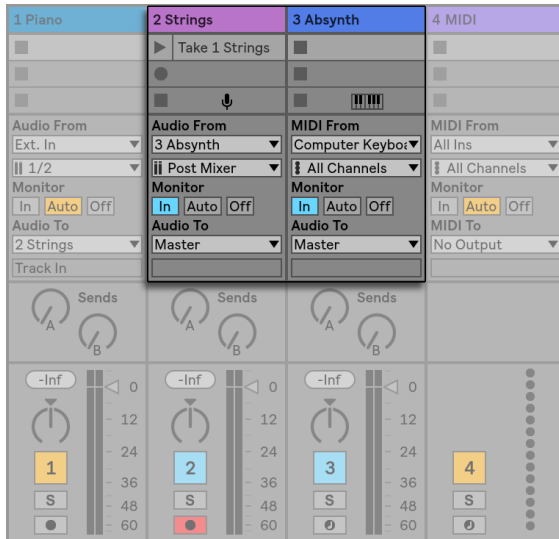 1 Piano 2 Strings 3 Absynth 4 MIDI
Take 1 Strings
Audio From Audio From MIDI From MIDI From
Ext. In 3 Absynth Computer Keyboa All Ins
1/2 Post Mixer All Channels All Channels
Monitor Monitor Monitor Monitor
In Auto Off In Auto Off In Auto Off In Auto Off
Audio To Audio To Audio To MIDI To
2 Strings Master Master No Output
Track In
Sends Sends Sends
A A A
B B B
-Inf -Inf -Inf
0 0 0
12 12 12
24 24 24
1 2 3 4
36 36 36
S S S S
48 48 48
60 60 60